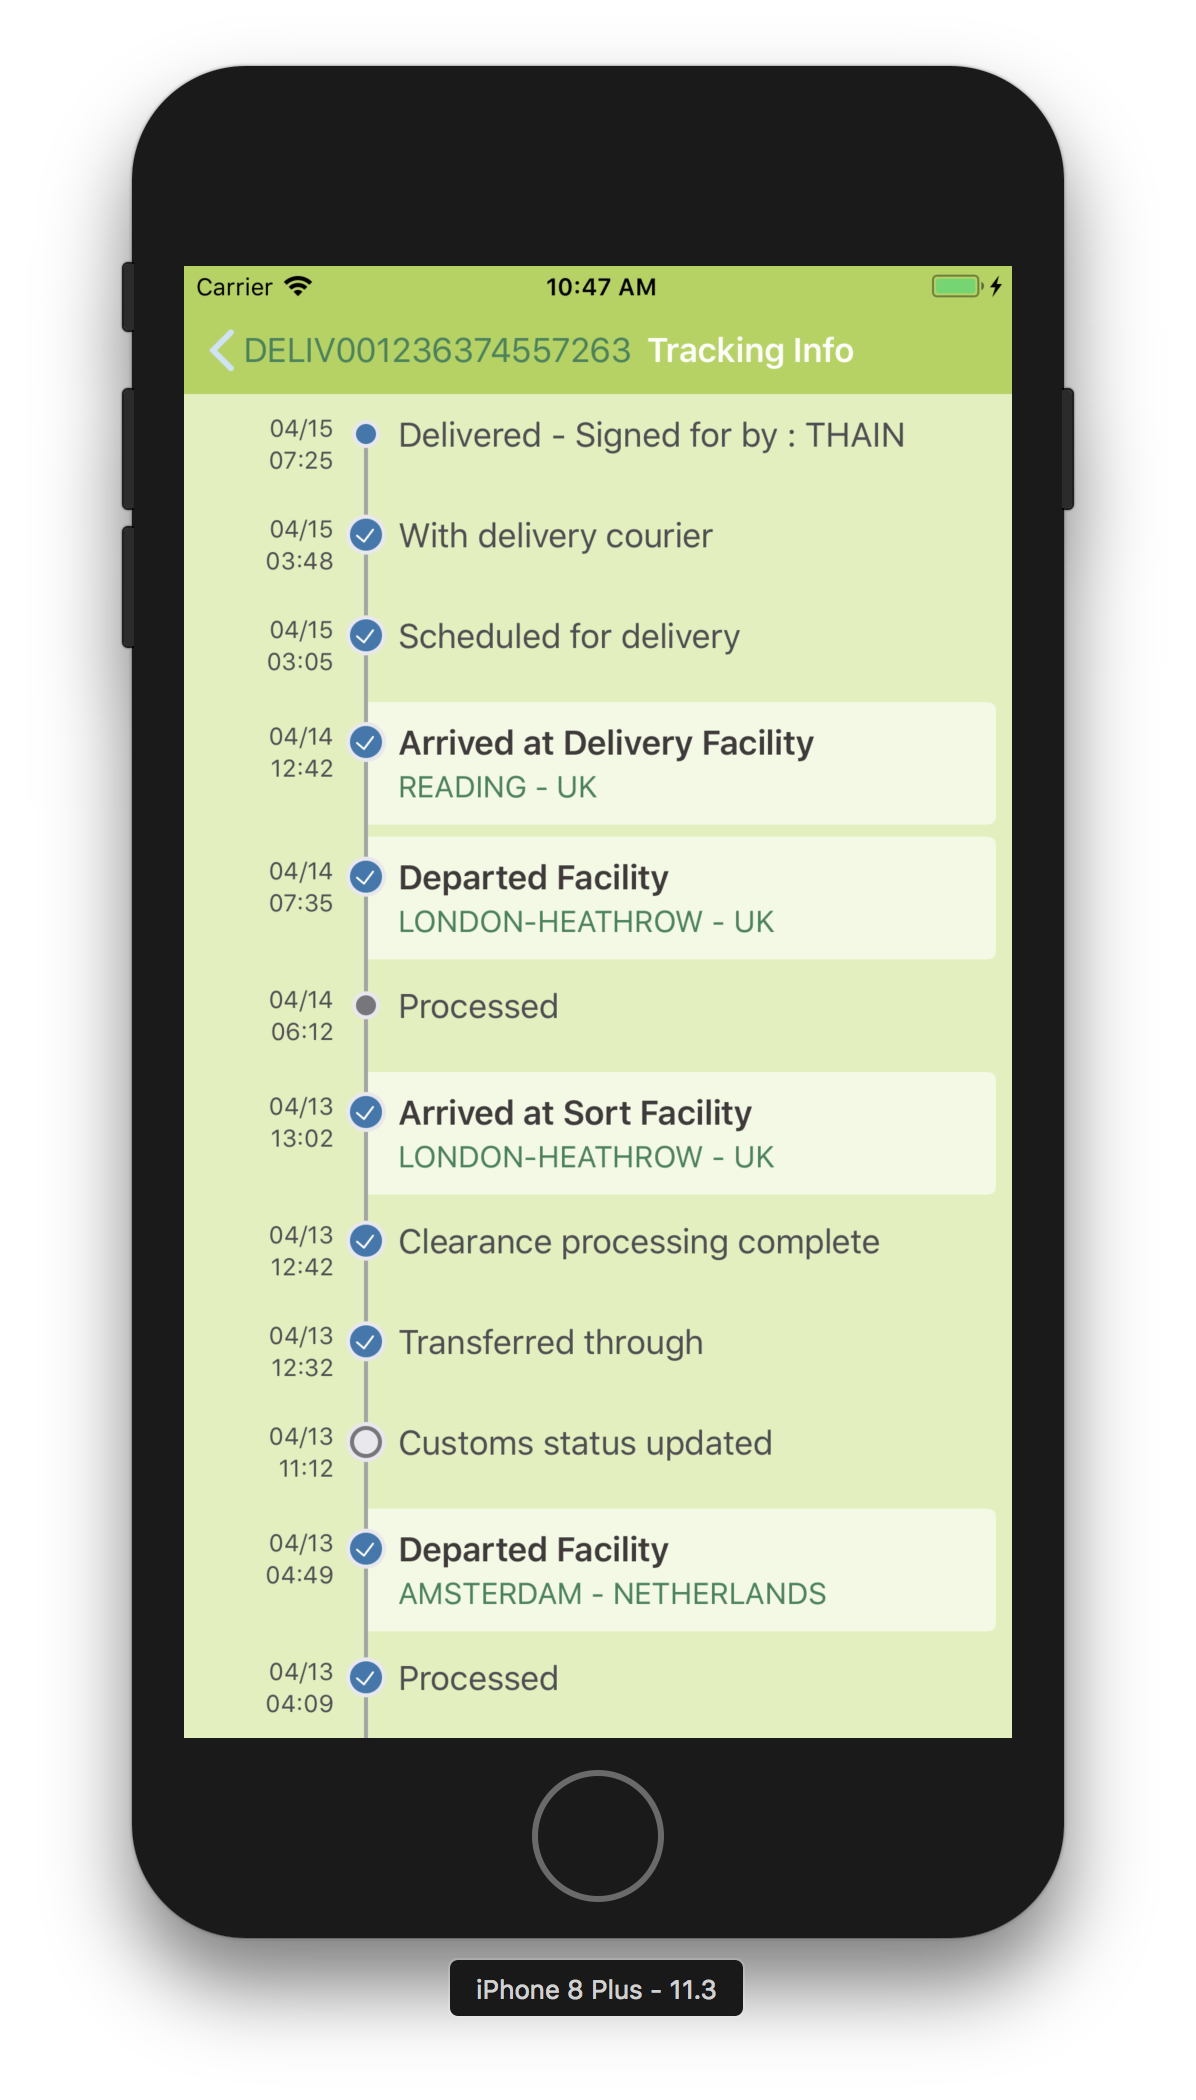 Carrier 10:47 AM
DELIV001236374557263 Tracking Info
04/15
07:25
Delivered - Signed for by : THAIN
04/15
03:48
With delivery courier
04/15
03:05
Scheduled for delivery
04/14
12:42
Arrived at Delivery Facility
READING - UK
04/14
07:35
Departed Facility
LONDON-HEATHROW - UK
04/14
06:12
Processed
04/13
13:02
Arrived at Sort Facility
LONDON-HEATHROW - UK
04/13
12:42
Clearance processing complete
04/13
12:32
Transferred through
04/13
11:12
Customs status updated
04/13
04:49
Departed Facility
AMSTERDAM - NETHERLANDS
04/13
04:09
Processed
iPhone 8 Plus - 11.3